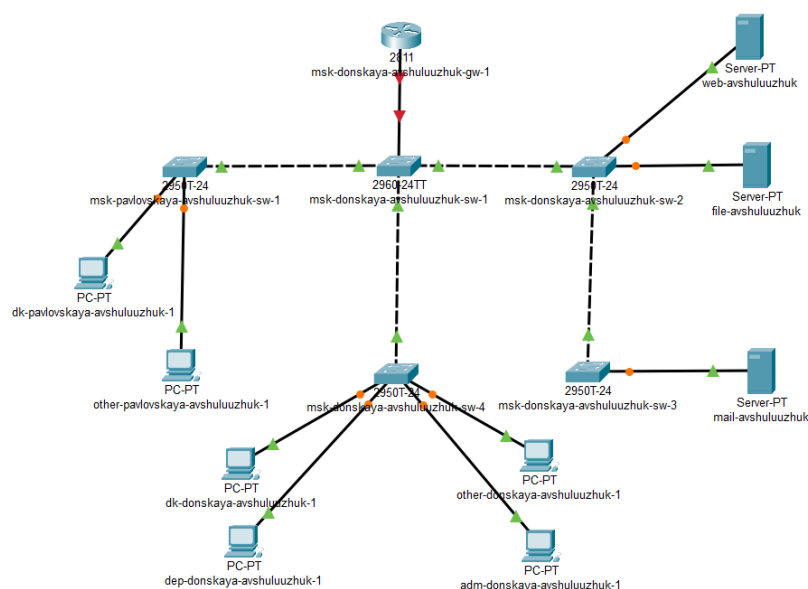 2811
msk-donskaya-avshuluuzhuk-gw-1
Server-PT
web-avshuluuzhuk
2950T-24
msk-pavlovskaya-avshuluuzhuk-sw-1
2960-24TT
msk-donskaya-avshuluuzhuk-sw-1
2950T-24
msk-donskaya-avshuluuzhuk-sw-2
Server-PT
file-avshuluuzhuk
PC-PT
dk-pavlovskaya-avshuluuzhuk-1
PC-PT
other-pavlovskaya-avshuluuzhuk-1
2950T-24
msk-donskaya-avshuluuzhuk-sw-4
2950T-24
msk-donskaya-avshuluuzhuk-sw-3
Server-PT
mail-avshuluuzhuk
PC-PT
dk-donskaya-avshuluuzhuk-1
PC-PT
other-donskaya-avshuluuzhuk-1
PC-PT
dep-donskaya-avshuluuzhuk-1
PC-PT
adm-donskaya-avshuluuzhuk-1